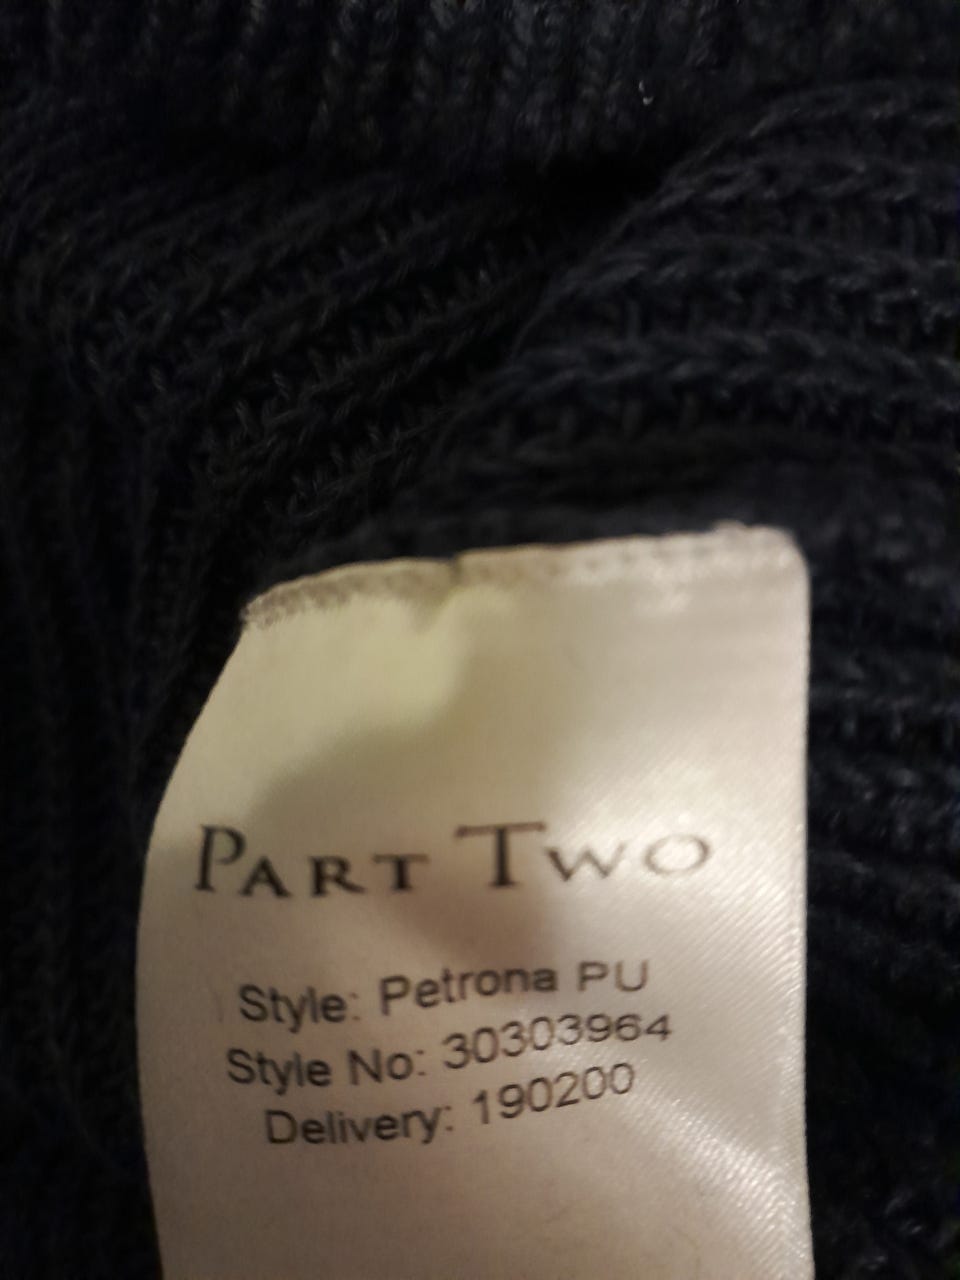 PART TWO
Style: Petrona PU
Style No: 30303964
Delivery: 190200